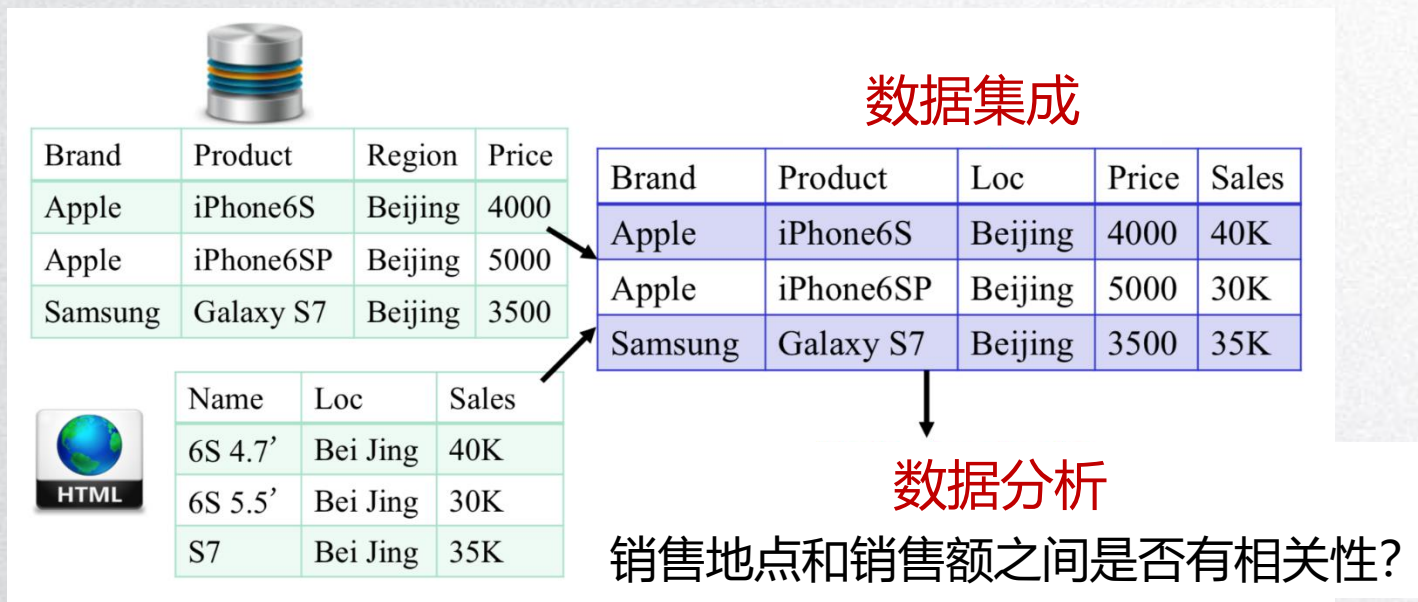 数据集成
Brand Product Region Price
Apple iPhone6S Beijing 4000
Apple iPhone6SP Beijing 5000
Samsung Galaxy S7 Beijing 3500
Brand Product Loc Price Sales
Apple iPhone6S Beijing 4000 40K
Apple iPhone6SP Beijing 5000 30K
Samsung Galaxy S7 Beijing 3500 35K
HTML
Name Loc Sales
6S 4.7’ Bei Jing 40K
6S 5.5’ Bei Jing 30K
S7 Bei Jing 35K
数据分析
销售地点和销售额之间是否有相关性?